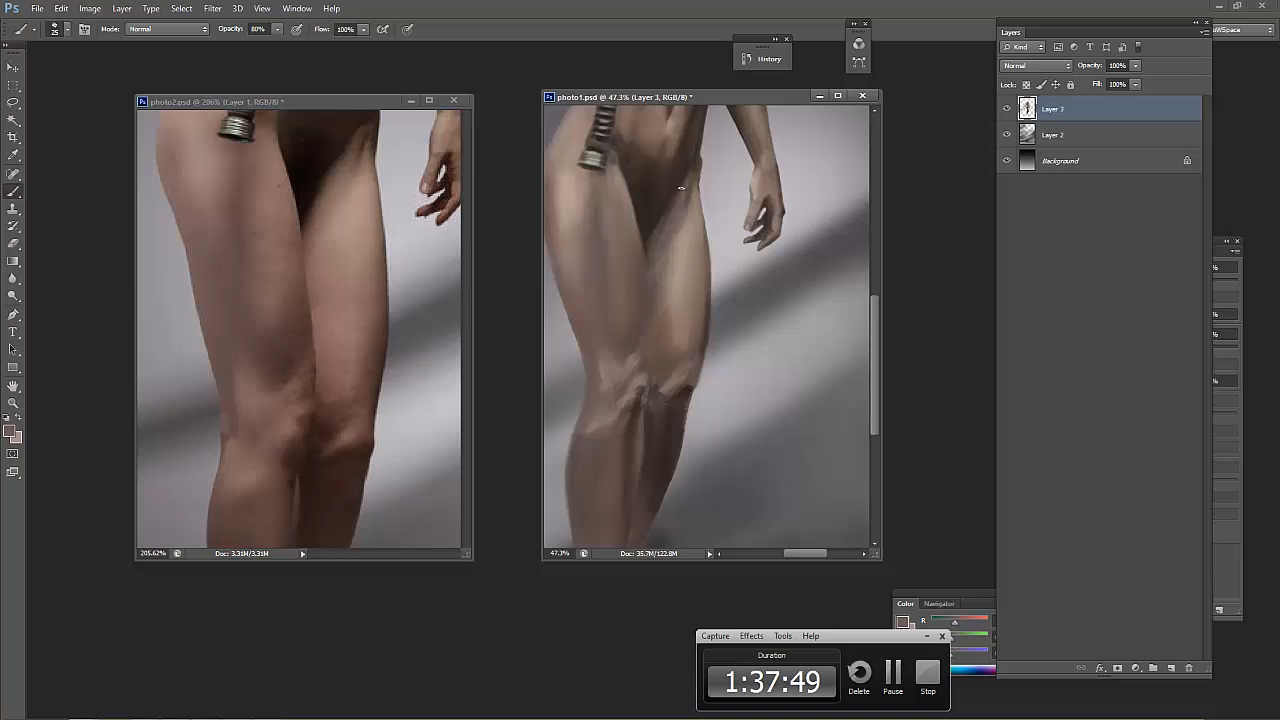 Ps File Edit Image Layer Type Select Filter 3D View Window Help
25 Mode: Normal Opacity: 80% Flow: 100%
History
photo2.psd @ 206% (Layer 1, RGB/8) *
205.62% Doc: 3.31M/3.31M
photo1.psd @ 47.3% (Layer 3, RGB/8) *
47.3% Doc: 35.7M/122.8M
Layers
Kind
Normal Opacity: 100%
Lock: Fill: 100%
Layer 3
Layer 2
Background
Color Navigator
R
Capture Effects Tools Help
Duration
1:37:49
Delete Pause Stop